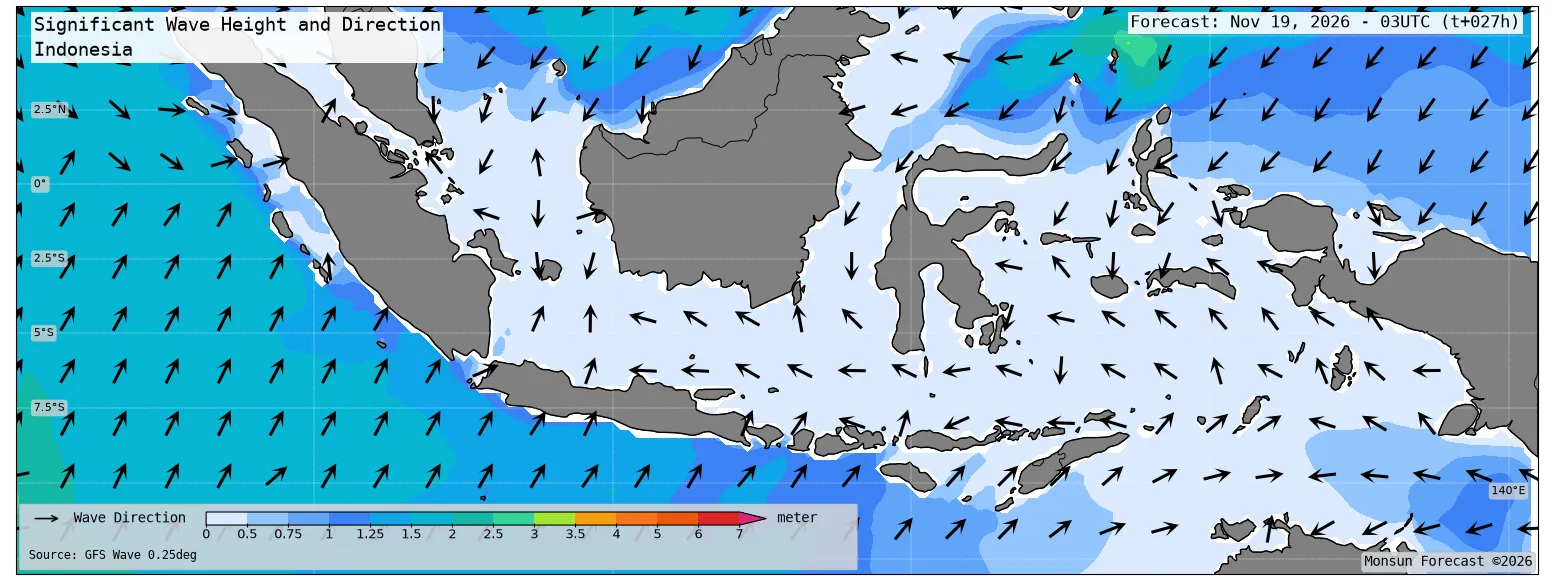 Significant Wave Height and Direction
Indonesia
Forecast: Nov 19, 2026 - 03UTC (t+027h)
2.5°N
0°
2.5°S
5°S
7.5°S
140°E
Wave Direction
0 0.5 0.75 1 1.25 1.5 2 2.5 3 3.5 4 5 6 7
meter
Source: GFS Wave 0.25deg
Monsun Forecast ©2026